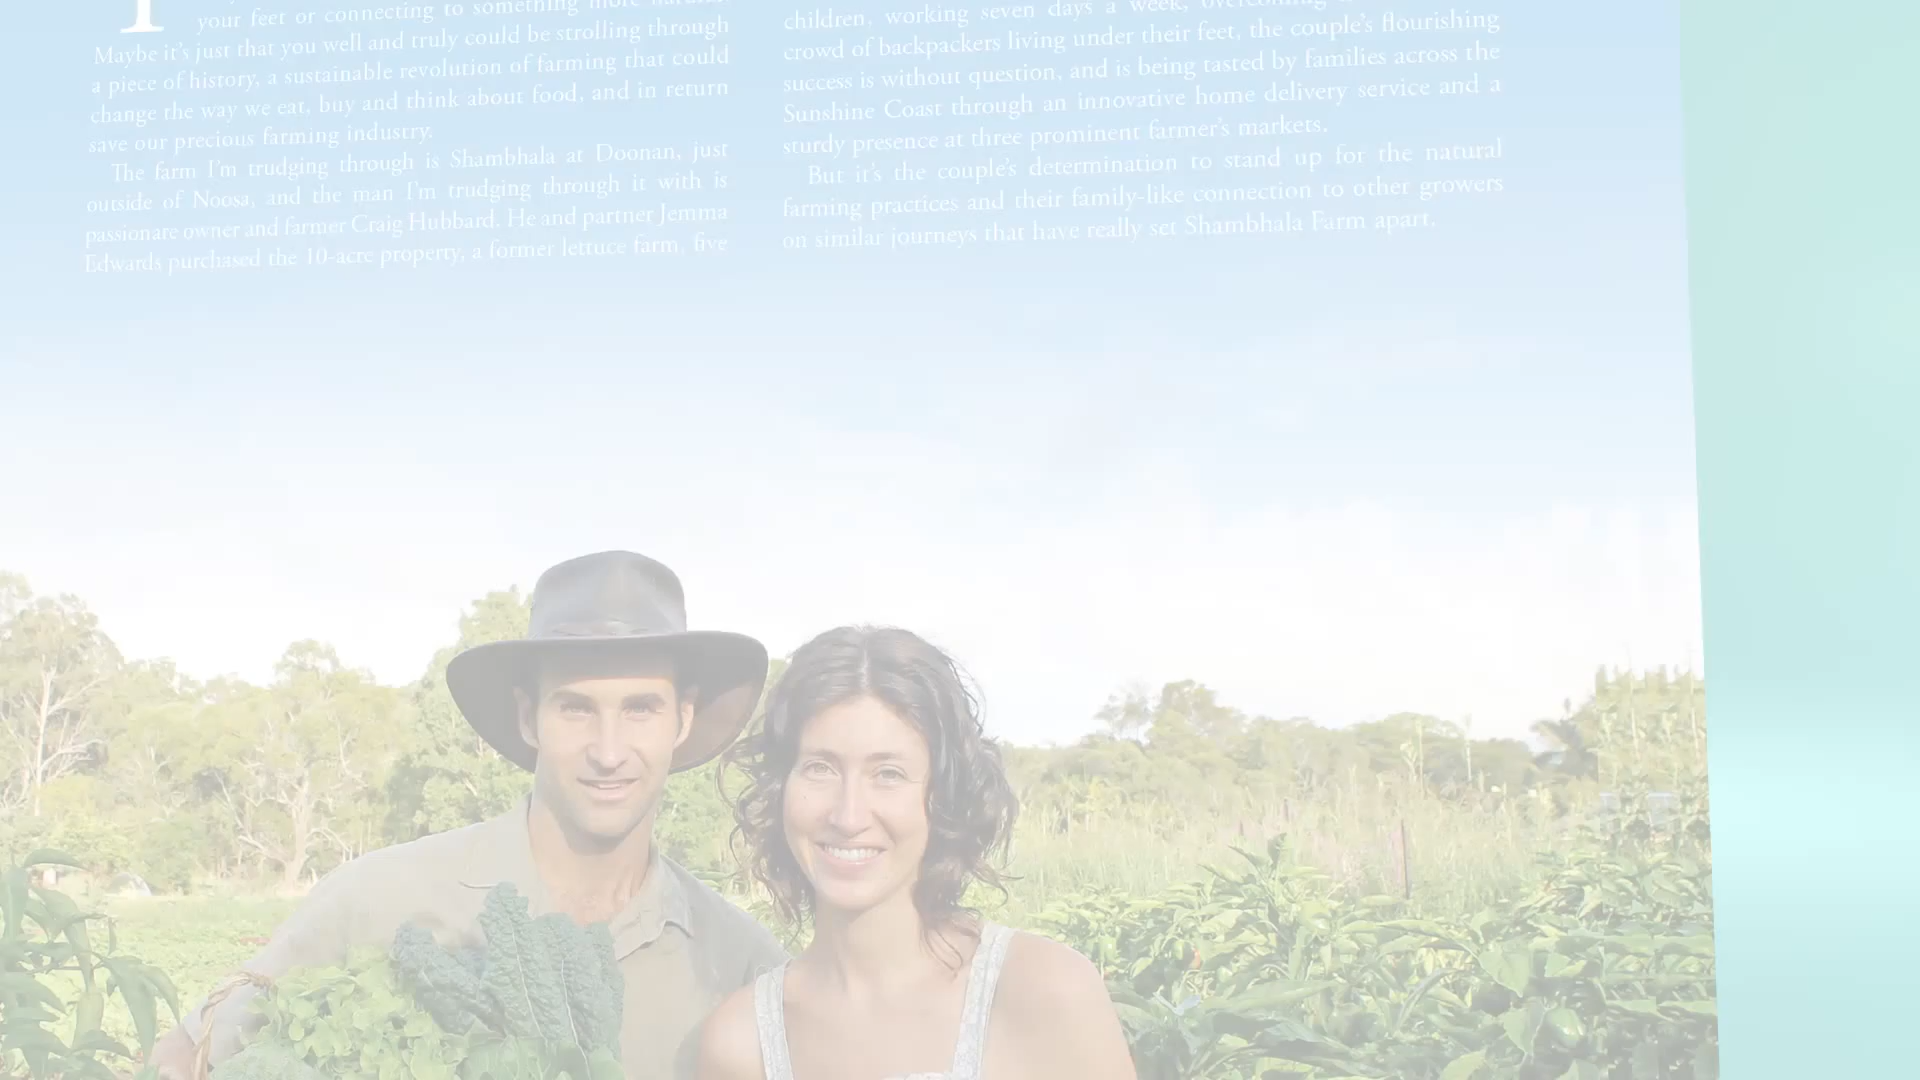 your feet or connecting to something more
Maybe it's just that you well and truly could be strolling through
a piece of history, a sustainable revolution of farming that could
change the way we eat, buy and think about food, and in return
save our precious farming industry.
The farm I'm trudging through is Shambhala at Doonan, just
outside of Noosa, and the man I'm trudging through it with is
passionare owner and farmer Craig Hubbard. He and partner Jemma
Edwards purchased the 10-acre property, a former lettuce farm, five
children, working seven days a week,
crowd of backpackers living under their feet, the couple's flourishing
success is without question, and is being tasted by families across the
Sunshine Coast through an innovative home delivery service and a
sturdy presence at three prominent farmer's markets.
But it's the couple's determination to stand up for the natural
farming practices and their family-like connection to other growers
on similar journeys that have really set Shambhala Farm apart.